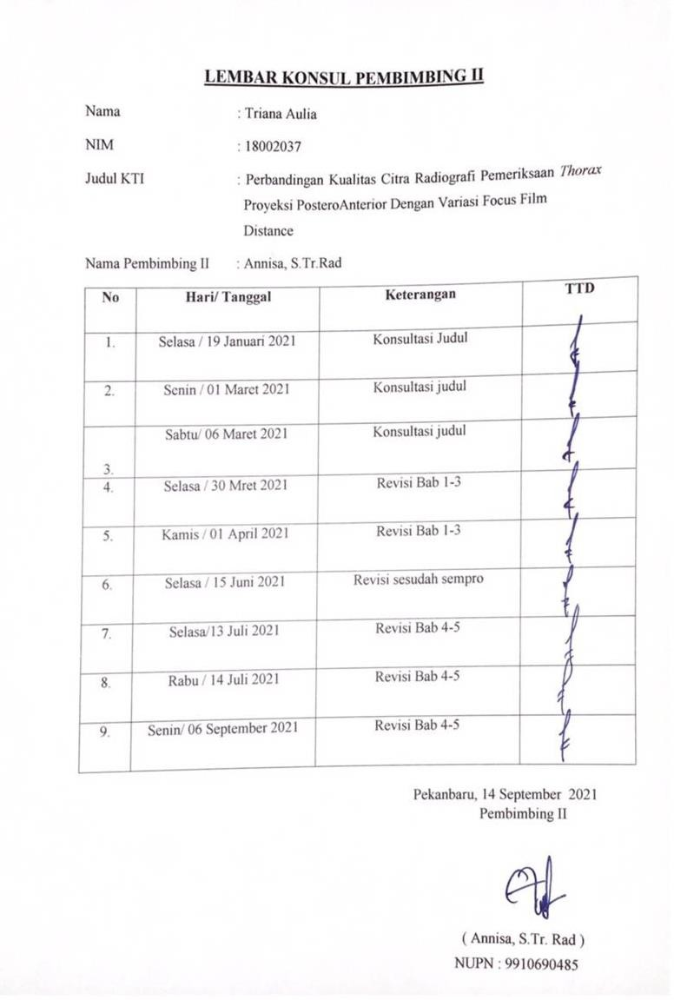 LEMBAR KONSUL PEMBIMBING II
Nama : Triana Aulia
NIM : 18002037
Judul KTI : Perbandingan Kualitas Citra Radiografi Pemeriksaan Thorax
Proyeksi PosteroAnterior Dengan Variasi Focus Film
Distance
Nama Pembimbing II : Annisa, S.Tr.Rad
No Hari/ Tanggal Keterangan TTD
1. Selasa / 19 Januari 2021 Konsultasi Judul
2. Senin / 01 Maret 2021 Konsultasi judul
3. Sabtu/ 06 Maret 2021 Konsultasi judul
4. Selasa / 30 Mret 2021 Revisi Bab 1-3
5. Kamis / 01 April 2021 Revisi Bab 1-3
6. Selasa / 15 Juni 2021 Revisi sesudah sempro
7. Selasa/13 Juli 2021 Revisi Bab 4-5
8. Rabu / 14 Juli 2021 Revisi Bab 4-5
9. Senin/ 06 September 2021 Revisi Bab 4-5
Pekanbaru, 14 September 2021
Pembimbing II
( Annisa, S.Tr. Rad )
NUPN : 9910690485